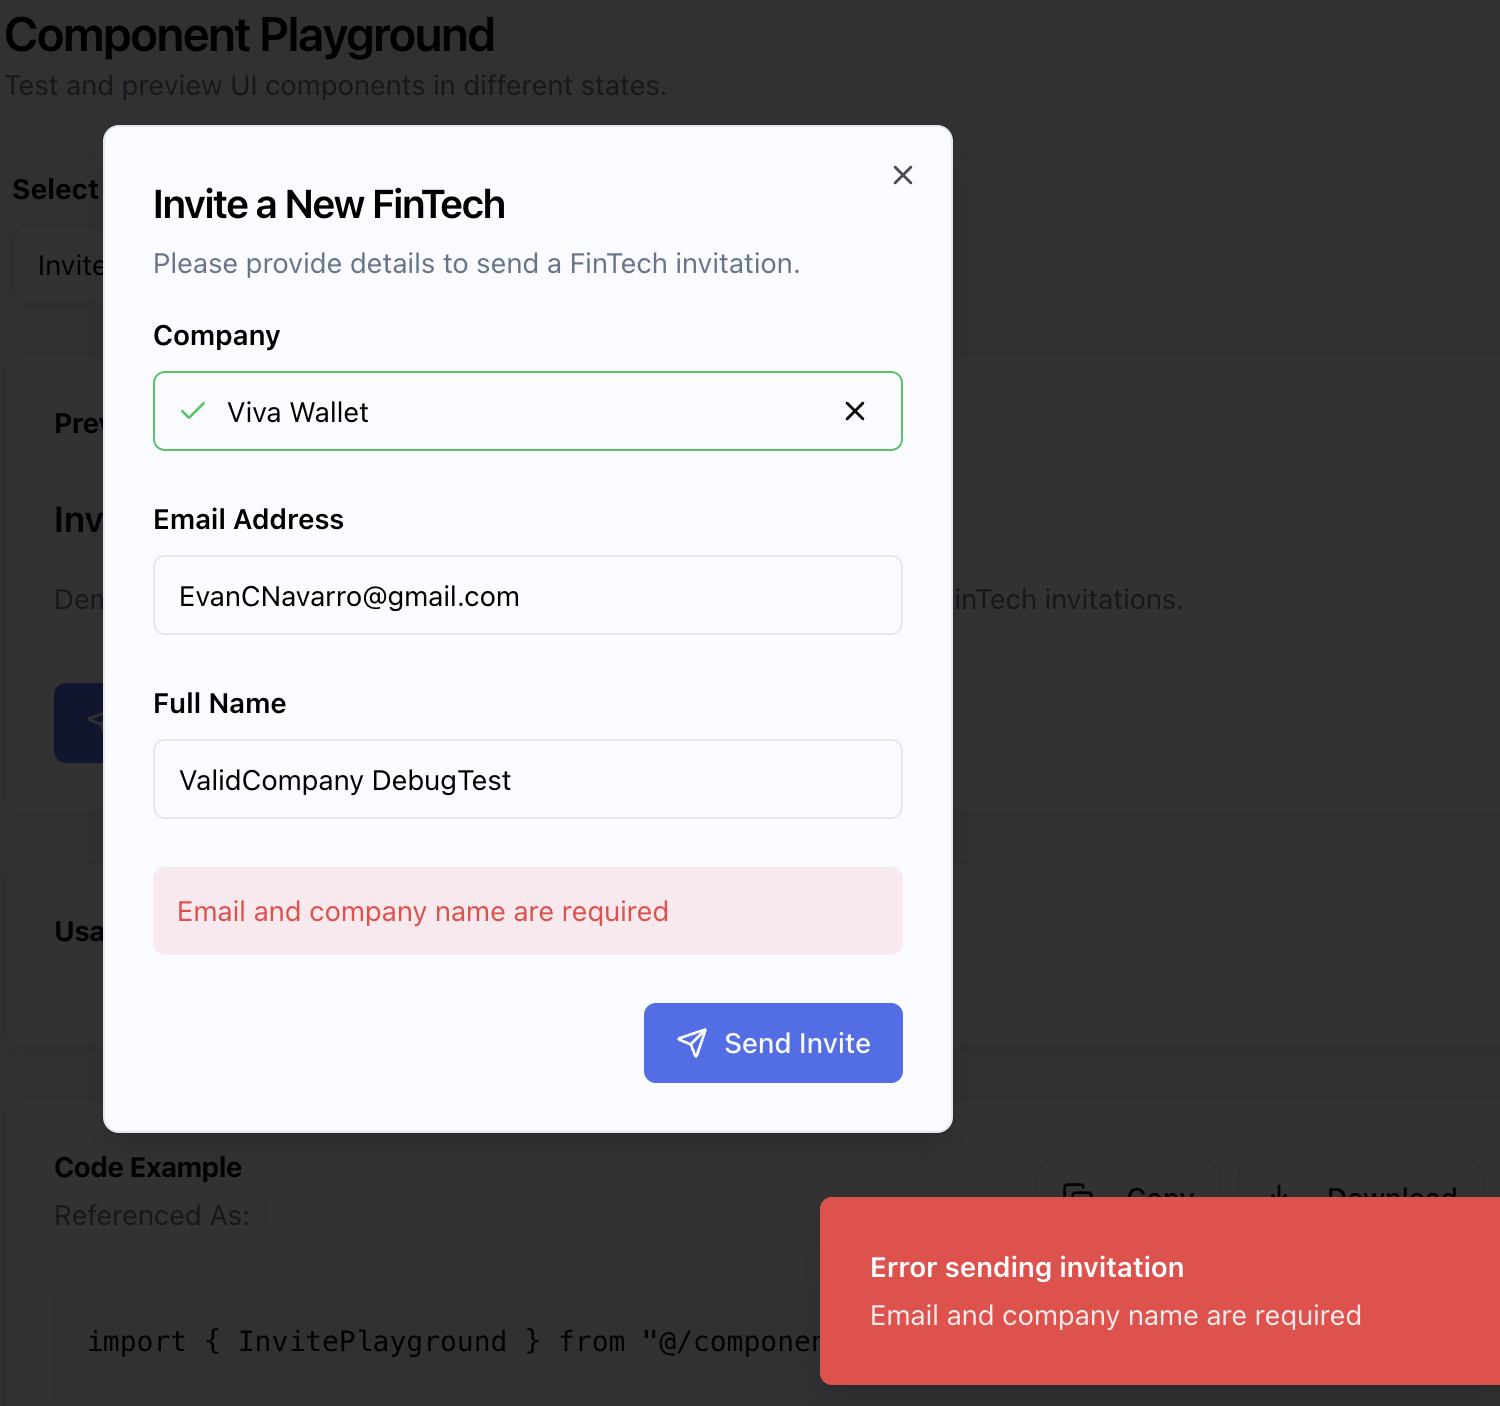 Component Playground
Test and preview UI components in different states.
Select
Invite
Invite a New FinTech
Please provide details to send a FinTech invitation.
Company
Viva Wallet
Email Address
EvanCNavarro@gmail.com
Full Name
ValidCompany DebugTest
Email and company name are required
Send Invite
Prev
Inv
Den
inTech invitations.
Usa
Code Example
Referenced As:
Copy
Download
import { InvitePlayground } from "@/componen
Error sending invitation
Email and company name are required